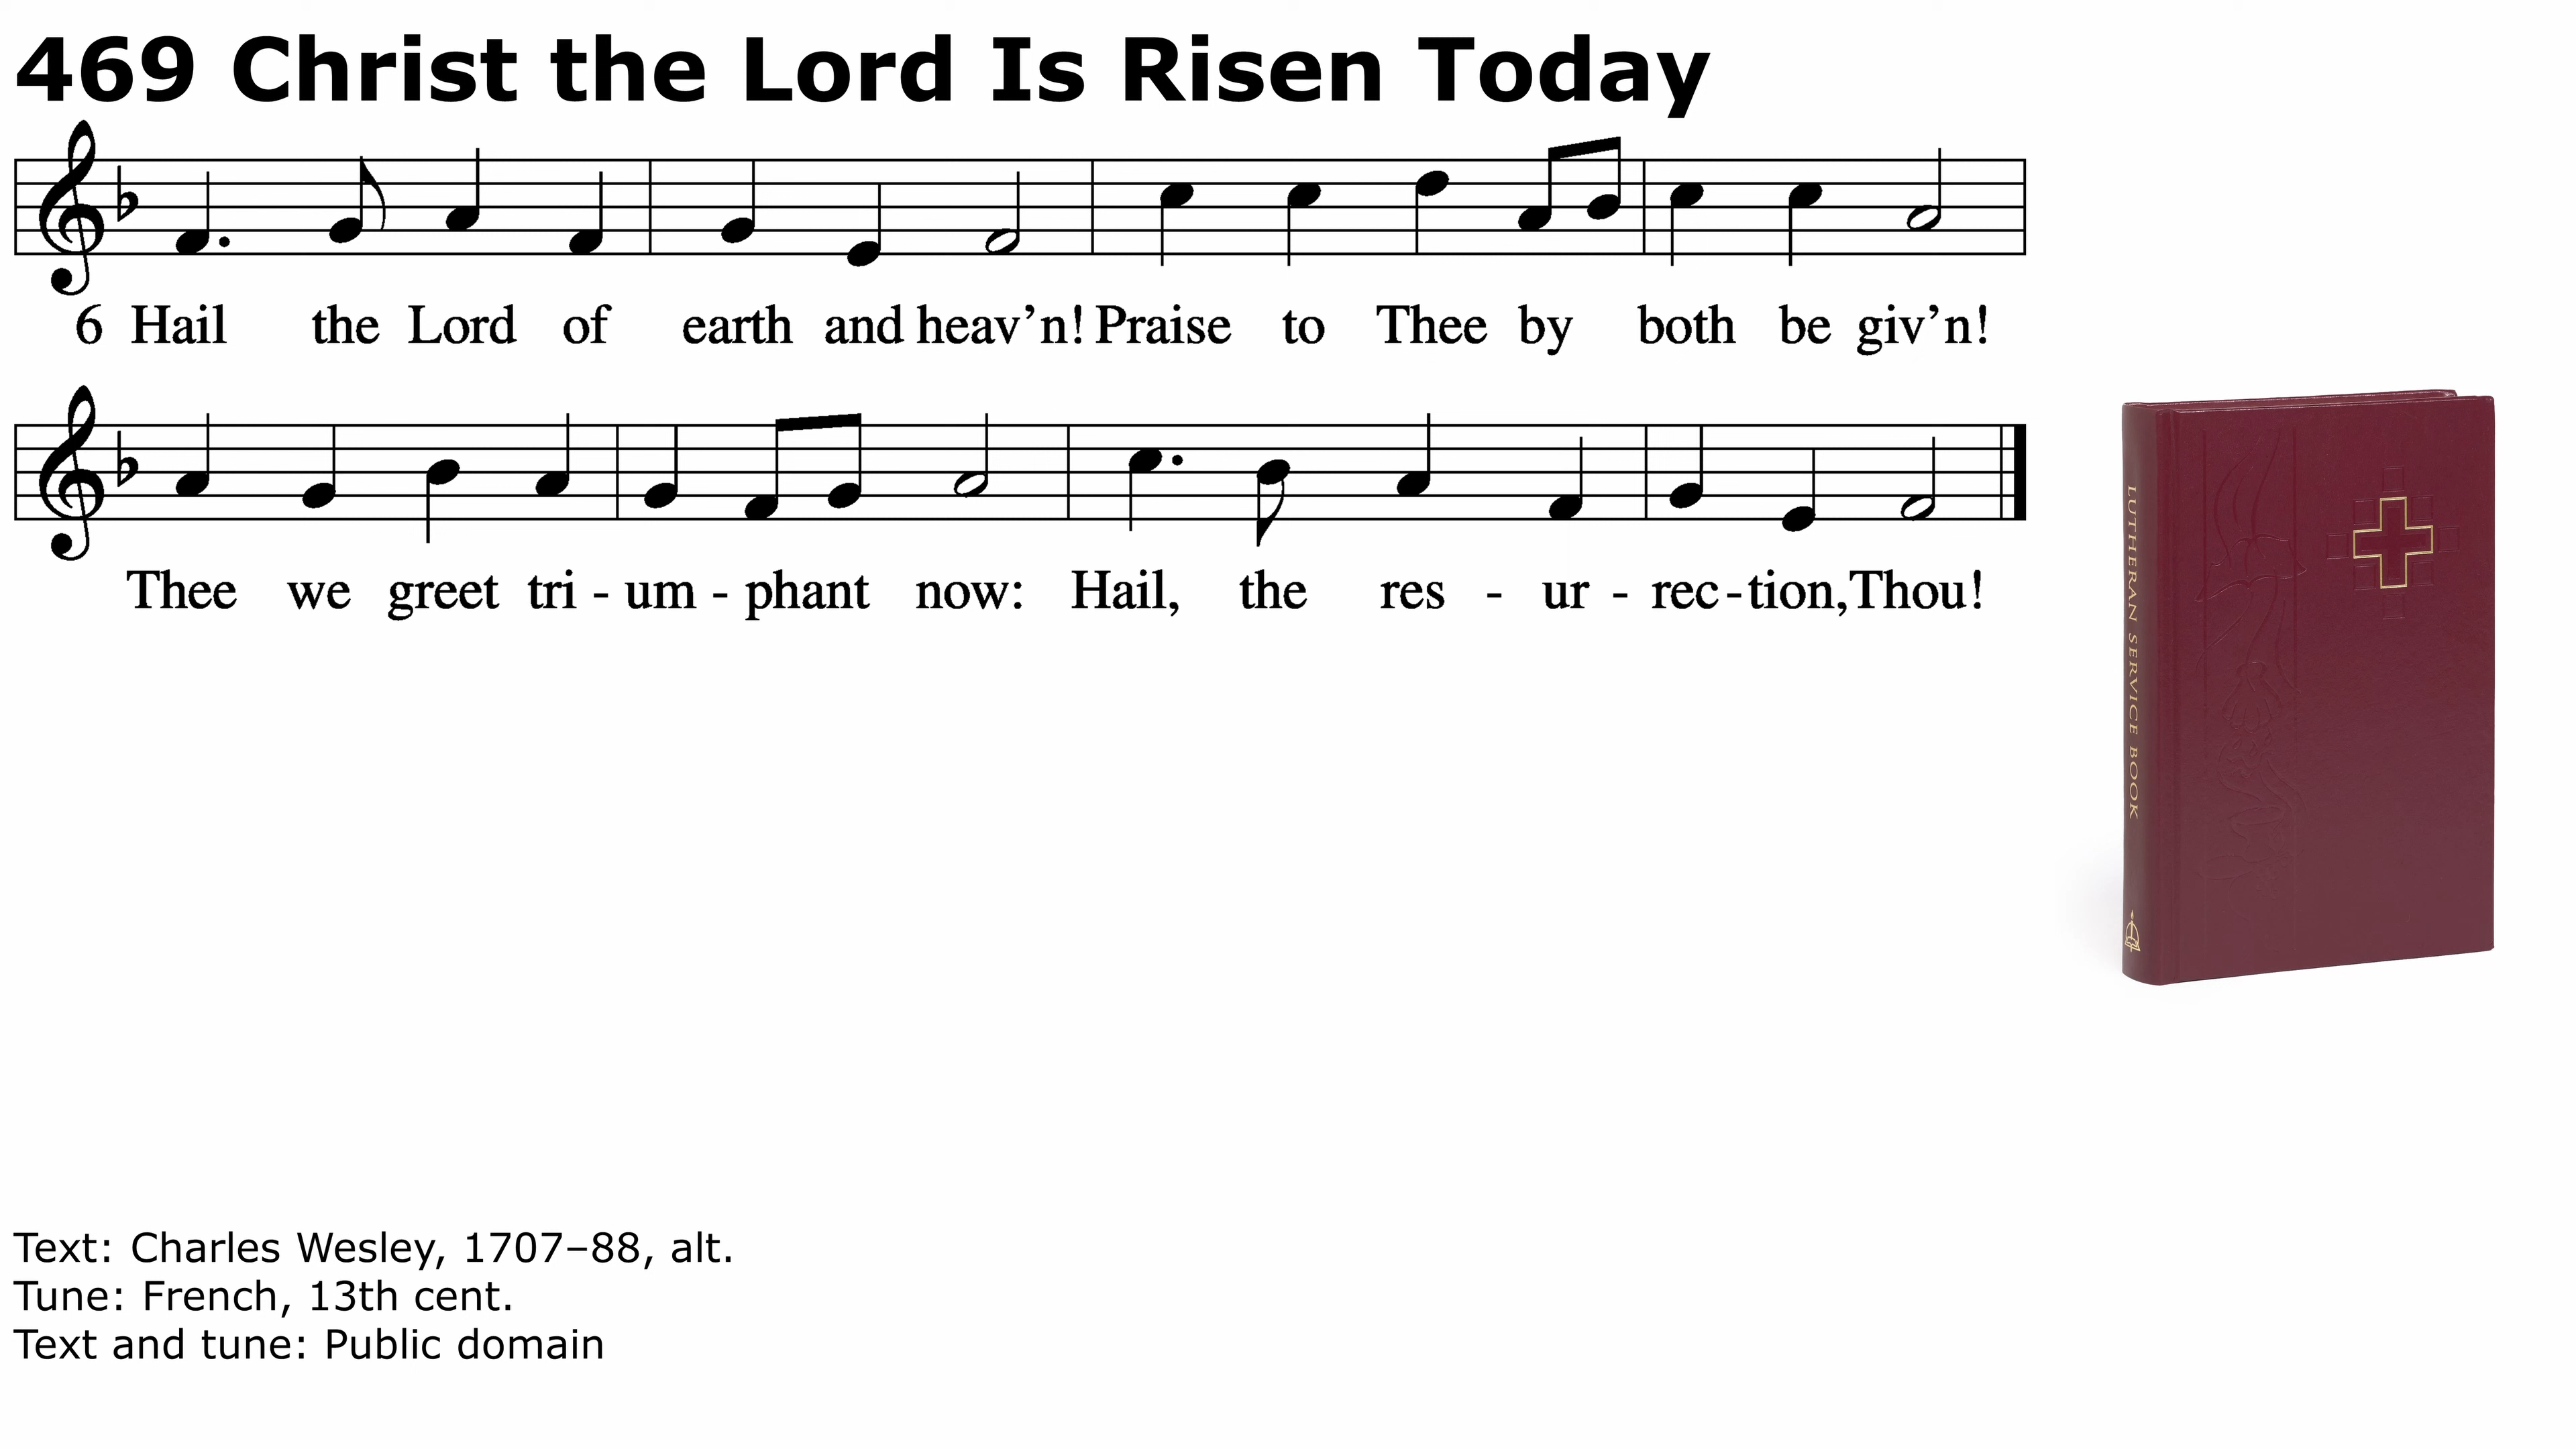 469 Christ the Lord Is Risen Today
6 Hail the Lord of earth and heav’n! Praise to Thee by both be giv’n!
Thee we greet tri - um - phant now: Hail, the res - ur - rec - tion, Thou!
LUTHERAN SERVICE BOOK
Text: Charles Wesley, 1707–88, alt.
Tune: French, 13th cent.
Text and tune: Public domain